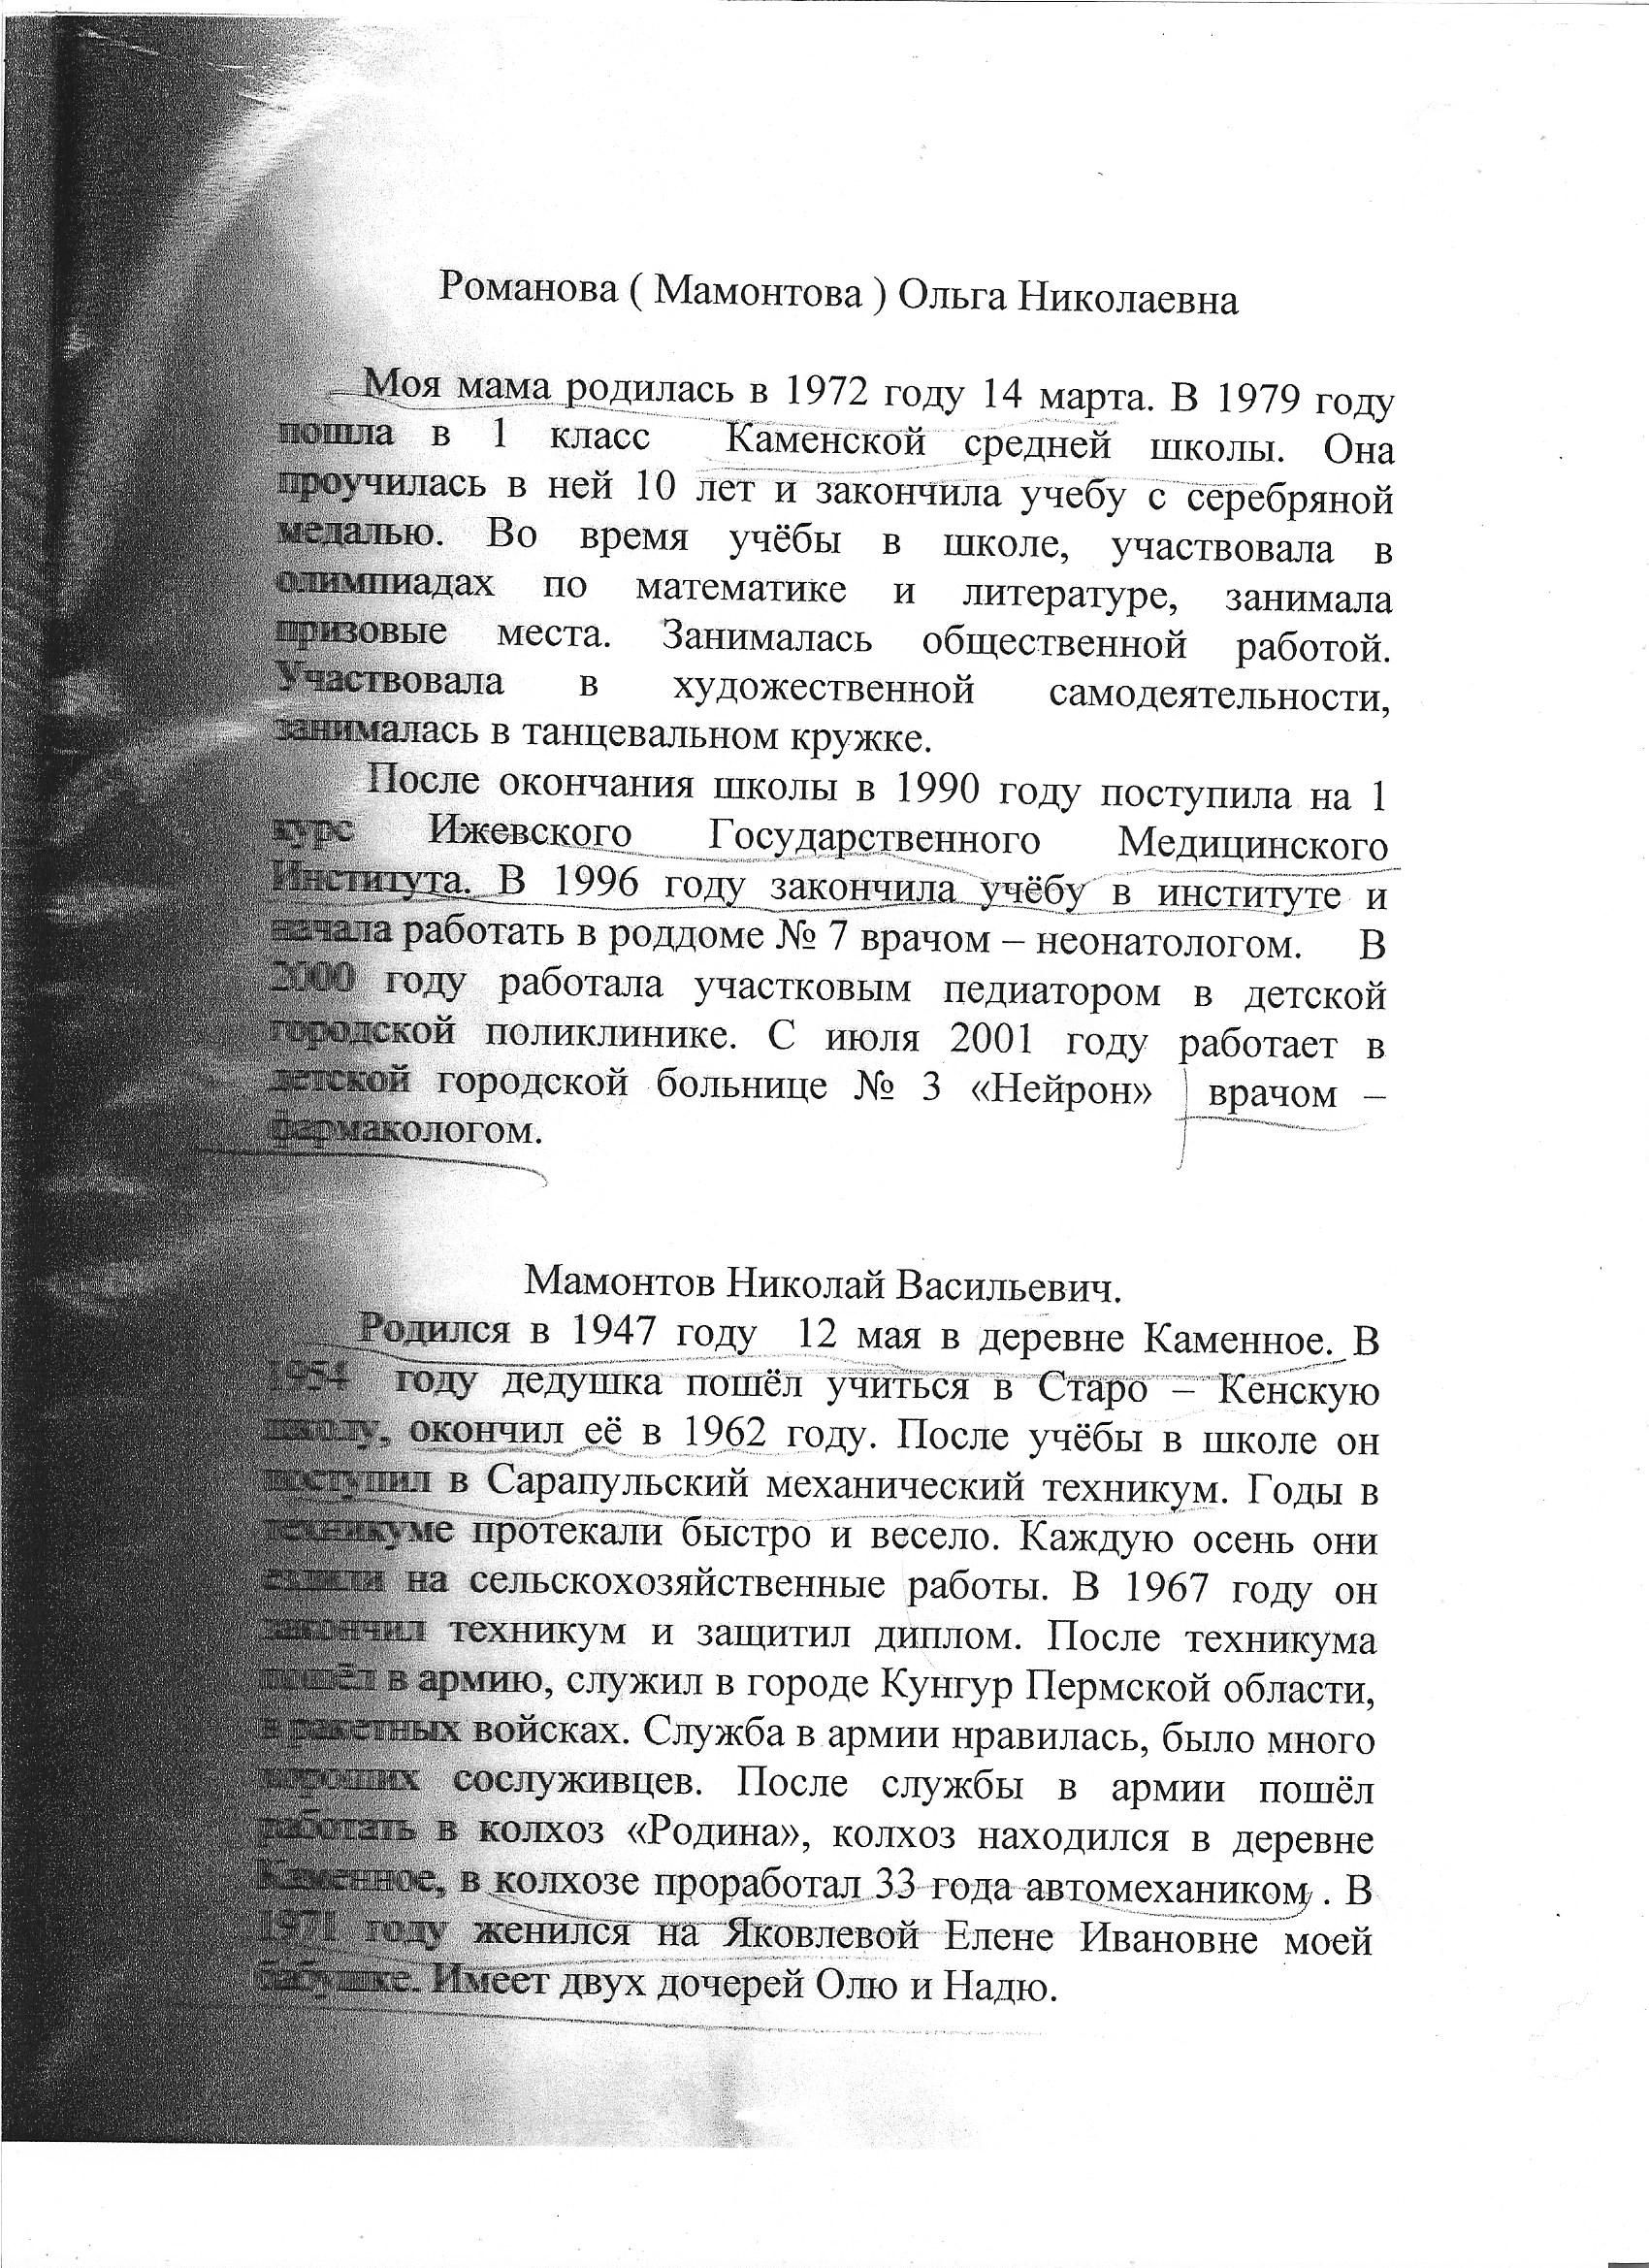 Романова ( Мамонтова ) Ольга Николаевна
Моя мама родилась в 1972 году 14 марта. В 1979 году
пошла в 1 класс Каменской средней школы. Она
проучилась в ней 10 лет и закончила учебу с серебряной
медалью. Во время учёбы в школе, участвовала в
олимпиадах по математике и литературе, занимала
призовые места. Занималась общественной работой.
Участвовала в художественной самодеятельности,
занималась в танцевальном кружке.
После окончания школы в 1990 году поступила на 1
курс Ижевского Государственного Медицинского
Института. В 1996 году закончила учёбу в институте и
начала работать в роддоме № 7 врачом – неонатологом. В
2000 году работала участковым педиатором в детской
городской поликлинике. С июля 2001 году работает в
детской городской больнице № 3 «Нейрон» врачом –
фармакологом.
Мамонтов Николай Васильевич.
Родился в 1947 году 12 мая в деревне Каменное. В
1954 году дедушка пошёл учиться в Старо – Кенскую
школу, окончил её в 1962 году. После учёбы в школе он
поступил в Сарапульский механический техникум. Годы в
техникуме протекали быстро и весело. Каждую осень они
ездили на сельскохозяйственные работы. В 1967 году он
закончил техникум и защитил диплом. После техникума
пошёл в армию, служил в городе Кунгур Пермской области,
в ракетных войсках. Служба в армии нравилась, было много
хороших сослуживцев. После службы в армии пошёл
работать в колхоз «Родина», колхоз находился в деревне
Каменное, в колхозе проработал 33 года автомехаником, . В
1971 году женился на Яковлевой Елене Ивановне моей
бабушке. Имеет двух дочерей Олю и Надю.